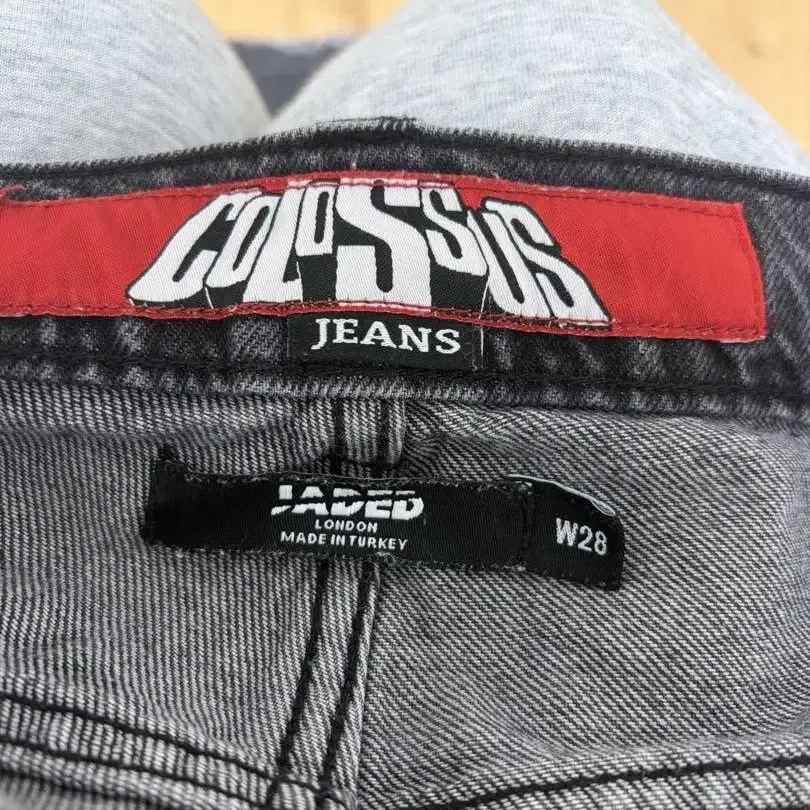 COLOSSUS
JEANS
JADED
LONDON
MADE IN TURKEY
W28